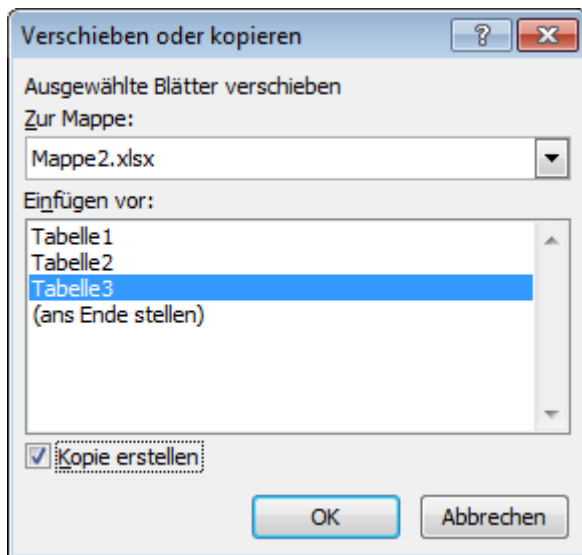 Verschieben oder kopieren
Ausgewählte Blätter verschieben
Zur Mappe:
Mappe2.xlsx
Einfügen vor:
Tabelle1
Tabelle2
Tabelle3
(ans Ende stellen)
Kopie erstellen
OK Abbrechen